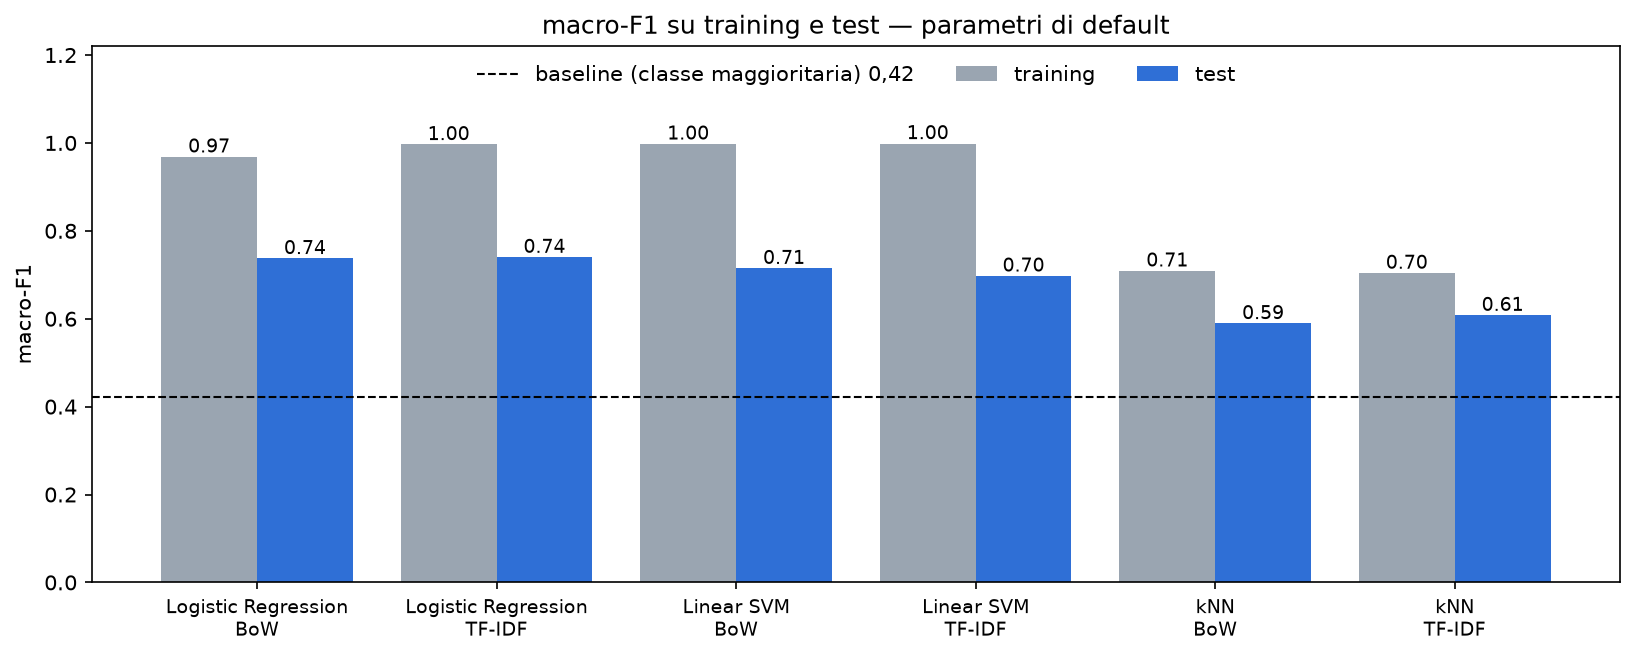 macro-F1 su training e test — parametri di default
baseline (classe maggioritaria) 0,42 training test
macro-F1
1.2
1.0
0.8
0.6
0.4
0.2
0.0
0.97
0.74
1.00
0.74
1.00
0.71
1.00
0.70
0.71
0.59
0.70
0.61
Logistic Regression
BoW
Logistic Regression
TF-IDF
Linear SVM
BoW
Linear SVM
TF-IDF
kNN
BoW
kNN
TF-IDF